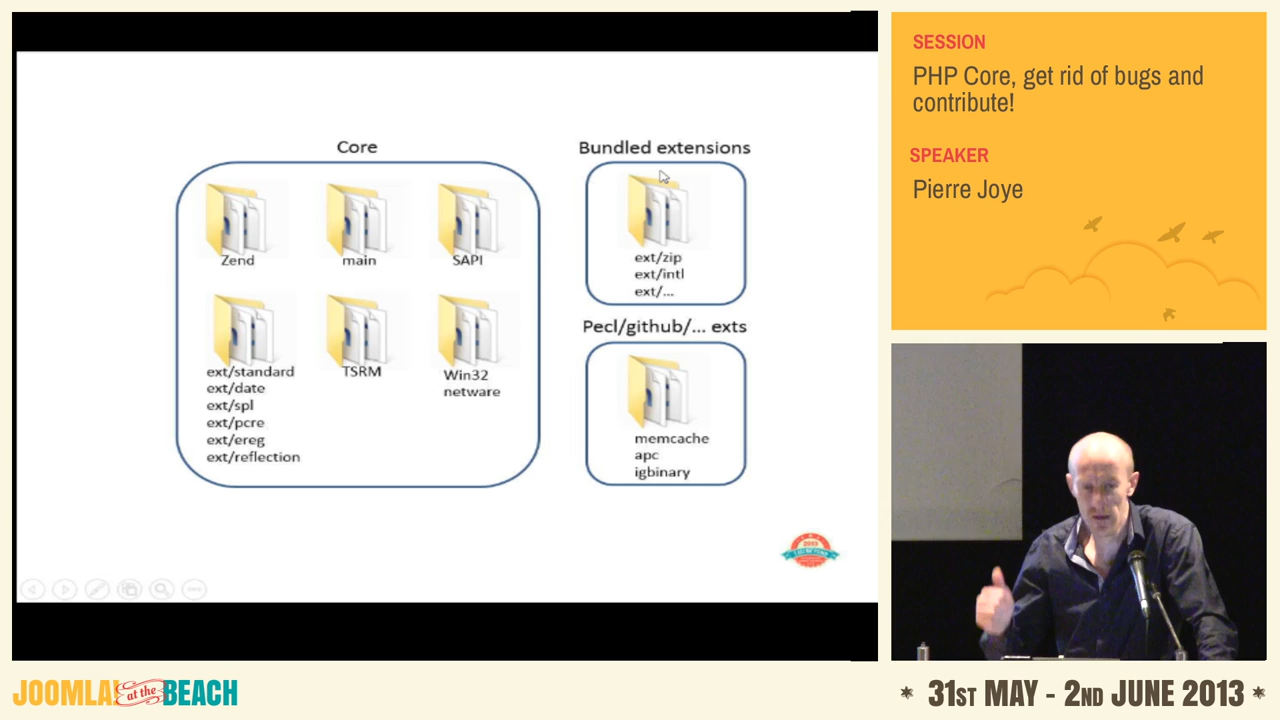 Core
Zend
main
SAPI
ext/standard
ext/date
ext/spl
ext/pcre
ext/ereg
ext/reflection
TSRM
Win32
netware
Bundled extensions
ext/zip
ext/intl
ext/...
Pecl/github/... exts
memcache
apc
igbinary
SESSION
PHP Core, get rid of bugs and
contribute!
SPEAKER
Pierre Joye
JOOMLA! at the BEACH
* 31ST MAY - 2ND JUNE 2013 *